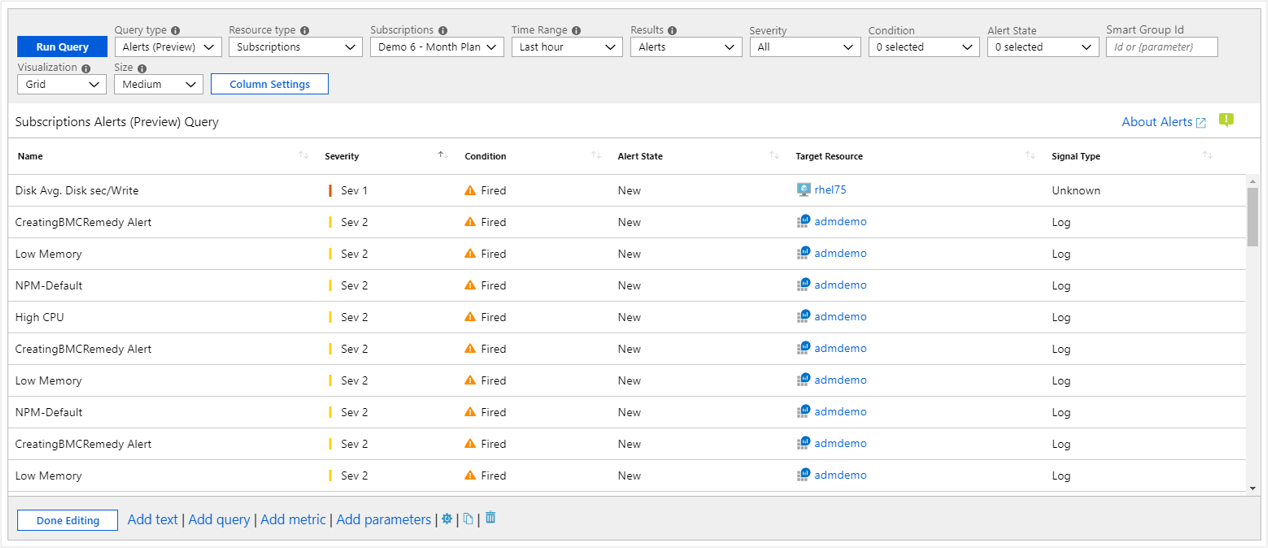 Query type Resource type Subscriptions Time Range Results Severity Condition Alert State Smart Group Id
Run Query Alerts (Preview) Subscriptions Demo 6 - Month Plan Last hour Alerts All 0 selected 0 selected Id or {parameter}
Visualization Size
Grid Medium Column Settings
Subscriptions Alerts (Preview) Query About Alerts
Name Severity Condition Alert State Target Resource Signal Type
Disk Avg. Disk sec/Write Sev 1 Fired New rhel75 Unknown
CreatingBMCRemedy Alert Sev 2 Fired New admdemo Log
Low Memory Sev 2 Fired New admdemo Log
NPM-Default Sev 2 Fired New admdemo Log
High CPU Sev 2 Fired New admdemo Log
CreatingBMCRemedy Alert Sev 2 Fired New admdemo Log
Low Memory Sev 2 Fired New admdemo Log
NPM-Default Sev 2 Fired New admdemo Log
CreatingBMCRemedy Alert Sev 2 Fired New admdemo Log
Low Memory Sev 2 Fired New admdemo Log
Done Editing Add text | Add query | Add metric | Add parameters | | |